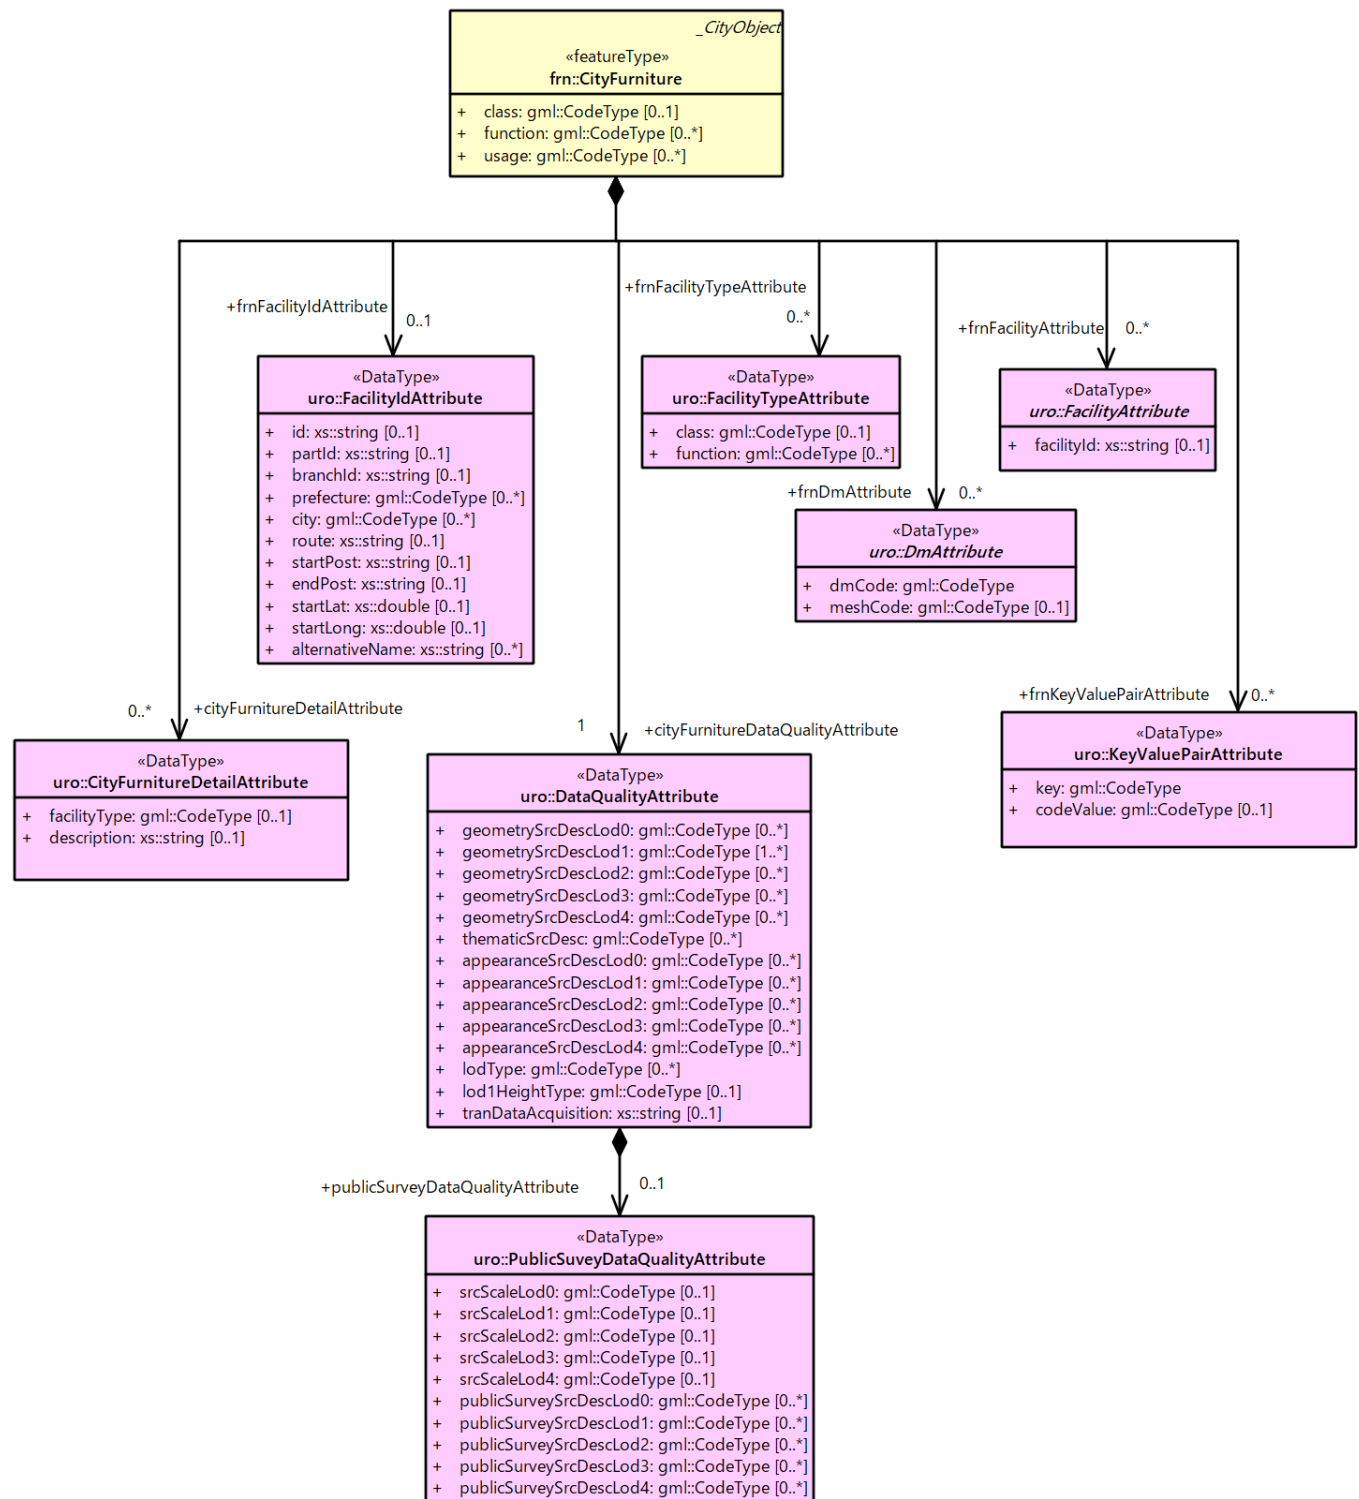 _CityObject
«featureType»
frn::CityFurniture
+ class: gml::CodeType [0..1]
+ function: gml::CodeType [0..*]
+ usage: gml::CodeType [0..*]
+frnFacilityIdAttribute
0..1
+frnFacilityTypeAttribute
0..*
+frnFacilityAttribute
0..*
«DataType»
uro::FacilityIdAttribute
+ id: xs::string [0..1]
+ partId: xs::string [0..1]
+ branchId: xs::string [0..1]
+ prefecture: gml::CodeType [0..*]
+ city: gml::CodeType [0..*]
+ route: xs::string [0..1]
+ startPost: xs::string [0..1]
+ endPost: xs::string [0..1]
+ startLat: xs::double [0..1]
+ startLong: xs::double [0..1]
+ alternativeName: xs::string [0..*]
«DataType»
uro::FacilityTypeAttribute
+ class: gml::CodeType [0..1]
+ function: gml::CodeType [0..*]
«DataType»
uro::FacilityAttribute
+ facilityId: xs::string [0..1]
+frnDmAttribute
0..*
«DataType»
uro::DmAttribute
+ dmCode: gml::CodeType
+ meshCode: gml::CodeType [0..1]
0..*
+cityFurnitureDetailAttribute
1
+cityFurnitureDataQualityAttribute
+frnKeyValuePairAttribute
0..*
«DataType»
uro::CityFurnitureDetailAttribute
+ facilityType: gml::CodeType [0..1]
+ description: xs::string [0..1]
«DataType»
uro::DataQualityAttribute
+ geometrySrcDescLod0: gml::CodeType [0..*]
+ geometrySrcDescLod1: gml::CodeType [1..*]
+ geometrySrcDescLod2: gml::CodeType [0..*]
+ geometrySrcDescLod3: gml::CodeType [0..*]
+ geometrySrcDescLod4: gml::CodeType [0..*]
+ thematicSrcDesc: gml::CodeType [0..*]
+ appearanceSrcDescLod0: gml::CodeType [0..*]
+ appearanceSrcDescLod1: gml::CodeType [0..*]
+ appearanceSrcDescLod2: gml::CodeType [0..*]
+ appearanceSrcDescLod3: gml::CodeType [0..*]
+ appearanceSrcDescLod4: gml::CodeType [0..*]
+ lodType: gml::CodeType [0..*]
+ lod1HeightType: gml::CodeType [0..1]
+ tranDataAcquisition: xs::string [0..1]
«DataType»
uro::KeyValuePairAttribute
+ key: gml::CodeType
+ codeValue: gml::CodeType [0..1]
+publicSurveyDataQualityAttribute
0..1
«DataType»
uro::PublicSuveyDataQualityAttribute
+ srcScaleLod0: gml::CodeType [0..1]
+ srcScaleLod1: gml::CodeType [0..1]
+ srcScaleLod2: gml::CodeType [0..1]
+ srcScaleLod3: gml::CodeType [0..1]
+ srcScaleLod4: gml::CodeType [0..1]
+ publicSurveySrcDescLod0: gml::CodeType [0..*]
+ publicSurveySrcDescLod1: gml::CodeType [0..*]
+ publicSurveySrcDescLod2: gml::CodeType [0..*]
+ publicSurveySrcDescLod3: gml::CodeType [0..*]
+ publicSurveySrcDescLod4: gml::CodeType [0..*]